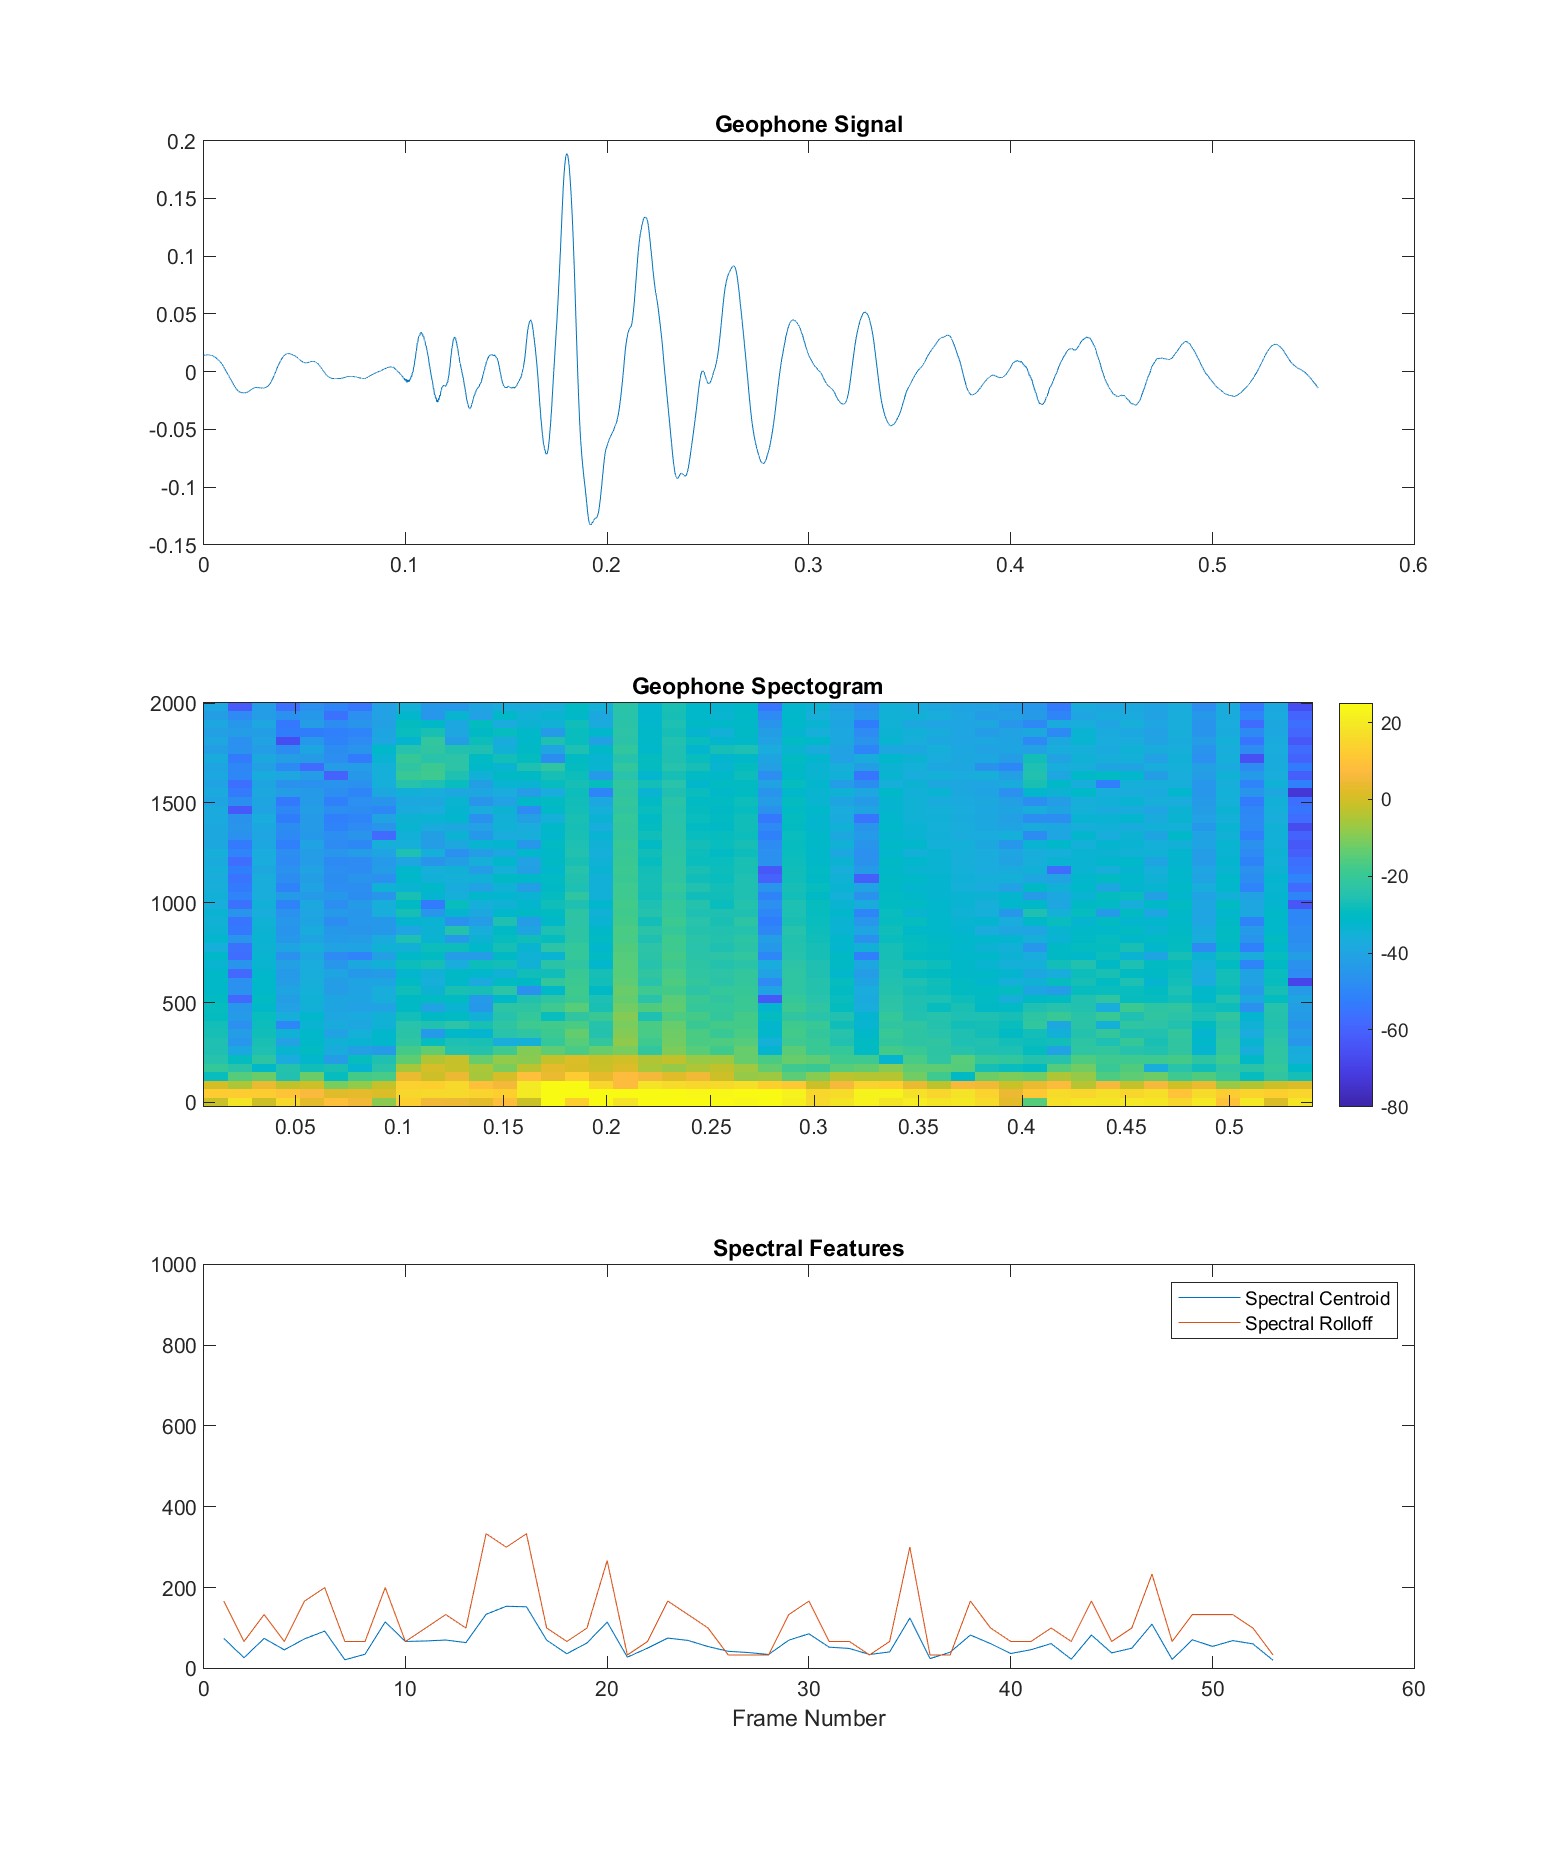 Geophone Signal
0.2
0.15
0.1
0.05
0
-0.05
-0.1
-0.15
0 0.1 0.2 0.3 0.4 0.5 0.6
Geophone Spectogram
2000
1500
1000
500
0
0.05 0.1 0.15 0.2 0.25 0.3 0.35 0.4 0.45 0.5
20
0
-20
-40
-60
-80
Spectral Features
1000
800
600
400
200
0
Spectral Centroid
Spectral Rolloff
0 10 20 30 40 50 60
Frame Number